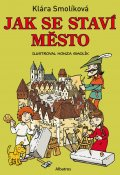 Klára Smolíková
JAK SE STAVÍ
MĚSTO
ILUSTROVAL HONZA SMOLÍK
Albatros